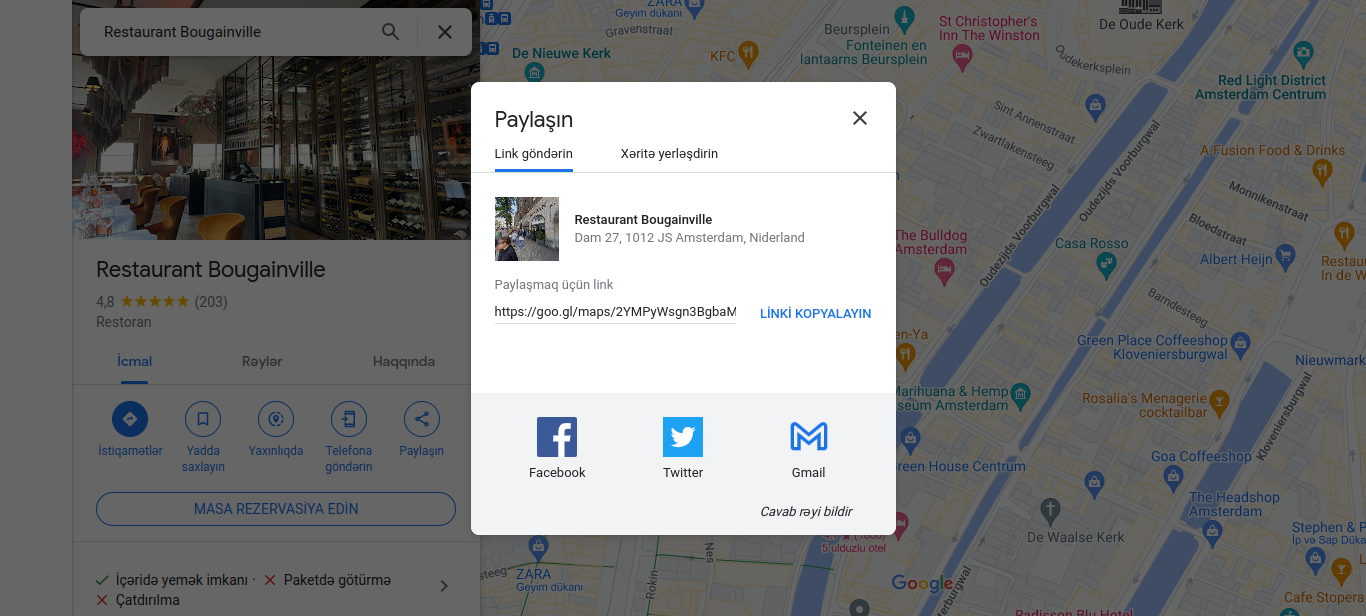 Restaurant Bougainville
Restaurant Bougainville
4,8 ★★★★★ (203)
Restoran
İcmal
Rəylər
Haqqında
İstiqamətlər
Yadda
saxlayın
Yaxınlıqda
Telefona
göndərin
Paylaşın
MASA REZERVASİYA EDİN
İçəridə yemək imkanı ·
Paketdə götürmə
Çatdırılma
Paylaşın
Link göndərin
Xəritə yerləşdirin
Restaurant Bougainville
Dam 27, 1012 JS Amsterdam, Niderland
Paylaşmaq üçün link
https://goo.gl/maps/2YMPyWsgn3BgbaM
LİNKİ KOPYALAYIN
Facebook
Twitter
Gmail
Cavab rəyi bildir
ZARA
Geyim dükanı
Gravenstraat
De Nieuwe Kerk
KFC
Beursplein
Fonteinen en
lantaarns Beursplein
St Christopher's
Inn The Winston
De Oude Kerk
Oudekerksplein
Red Light District
Amsterdam Centrum
Sint Annenstraat
Zwartlakensteeg
Oudezijds Voorburgwal
A-Fusion Food & Drinks
Monnikenstraat
Bloedstraat
The Bulldog
Amsterdam
Oudezijds Voorburgwal
Casa Rosso
Albert Heijn
Restau
In de W
Barndesteeg
en-Ya
Green Place Coffeeshop
Kloveniersburgwal
Nieuwmark
Marihuana & Hemp
seum Amsterdam
Rosalia's Menagerie
cocktailbar
Kloveniersburgwal
Green House Centrum
Goa Coffeeshop
The Headshop
Amsterdam
De Waalse Kerk
Stephen & P
İp və Sap Düka
5 ulduzlu otel
ZARA
Geyim dükanı
Rokin
Nes
Google
Oudezijds Voorburgwal
Radisson Blu Hotel
Cafe Stopera